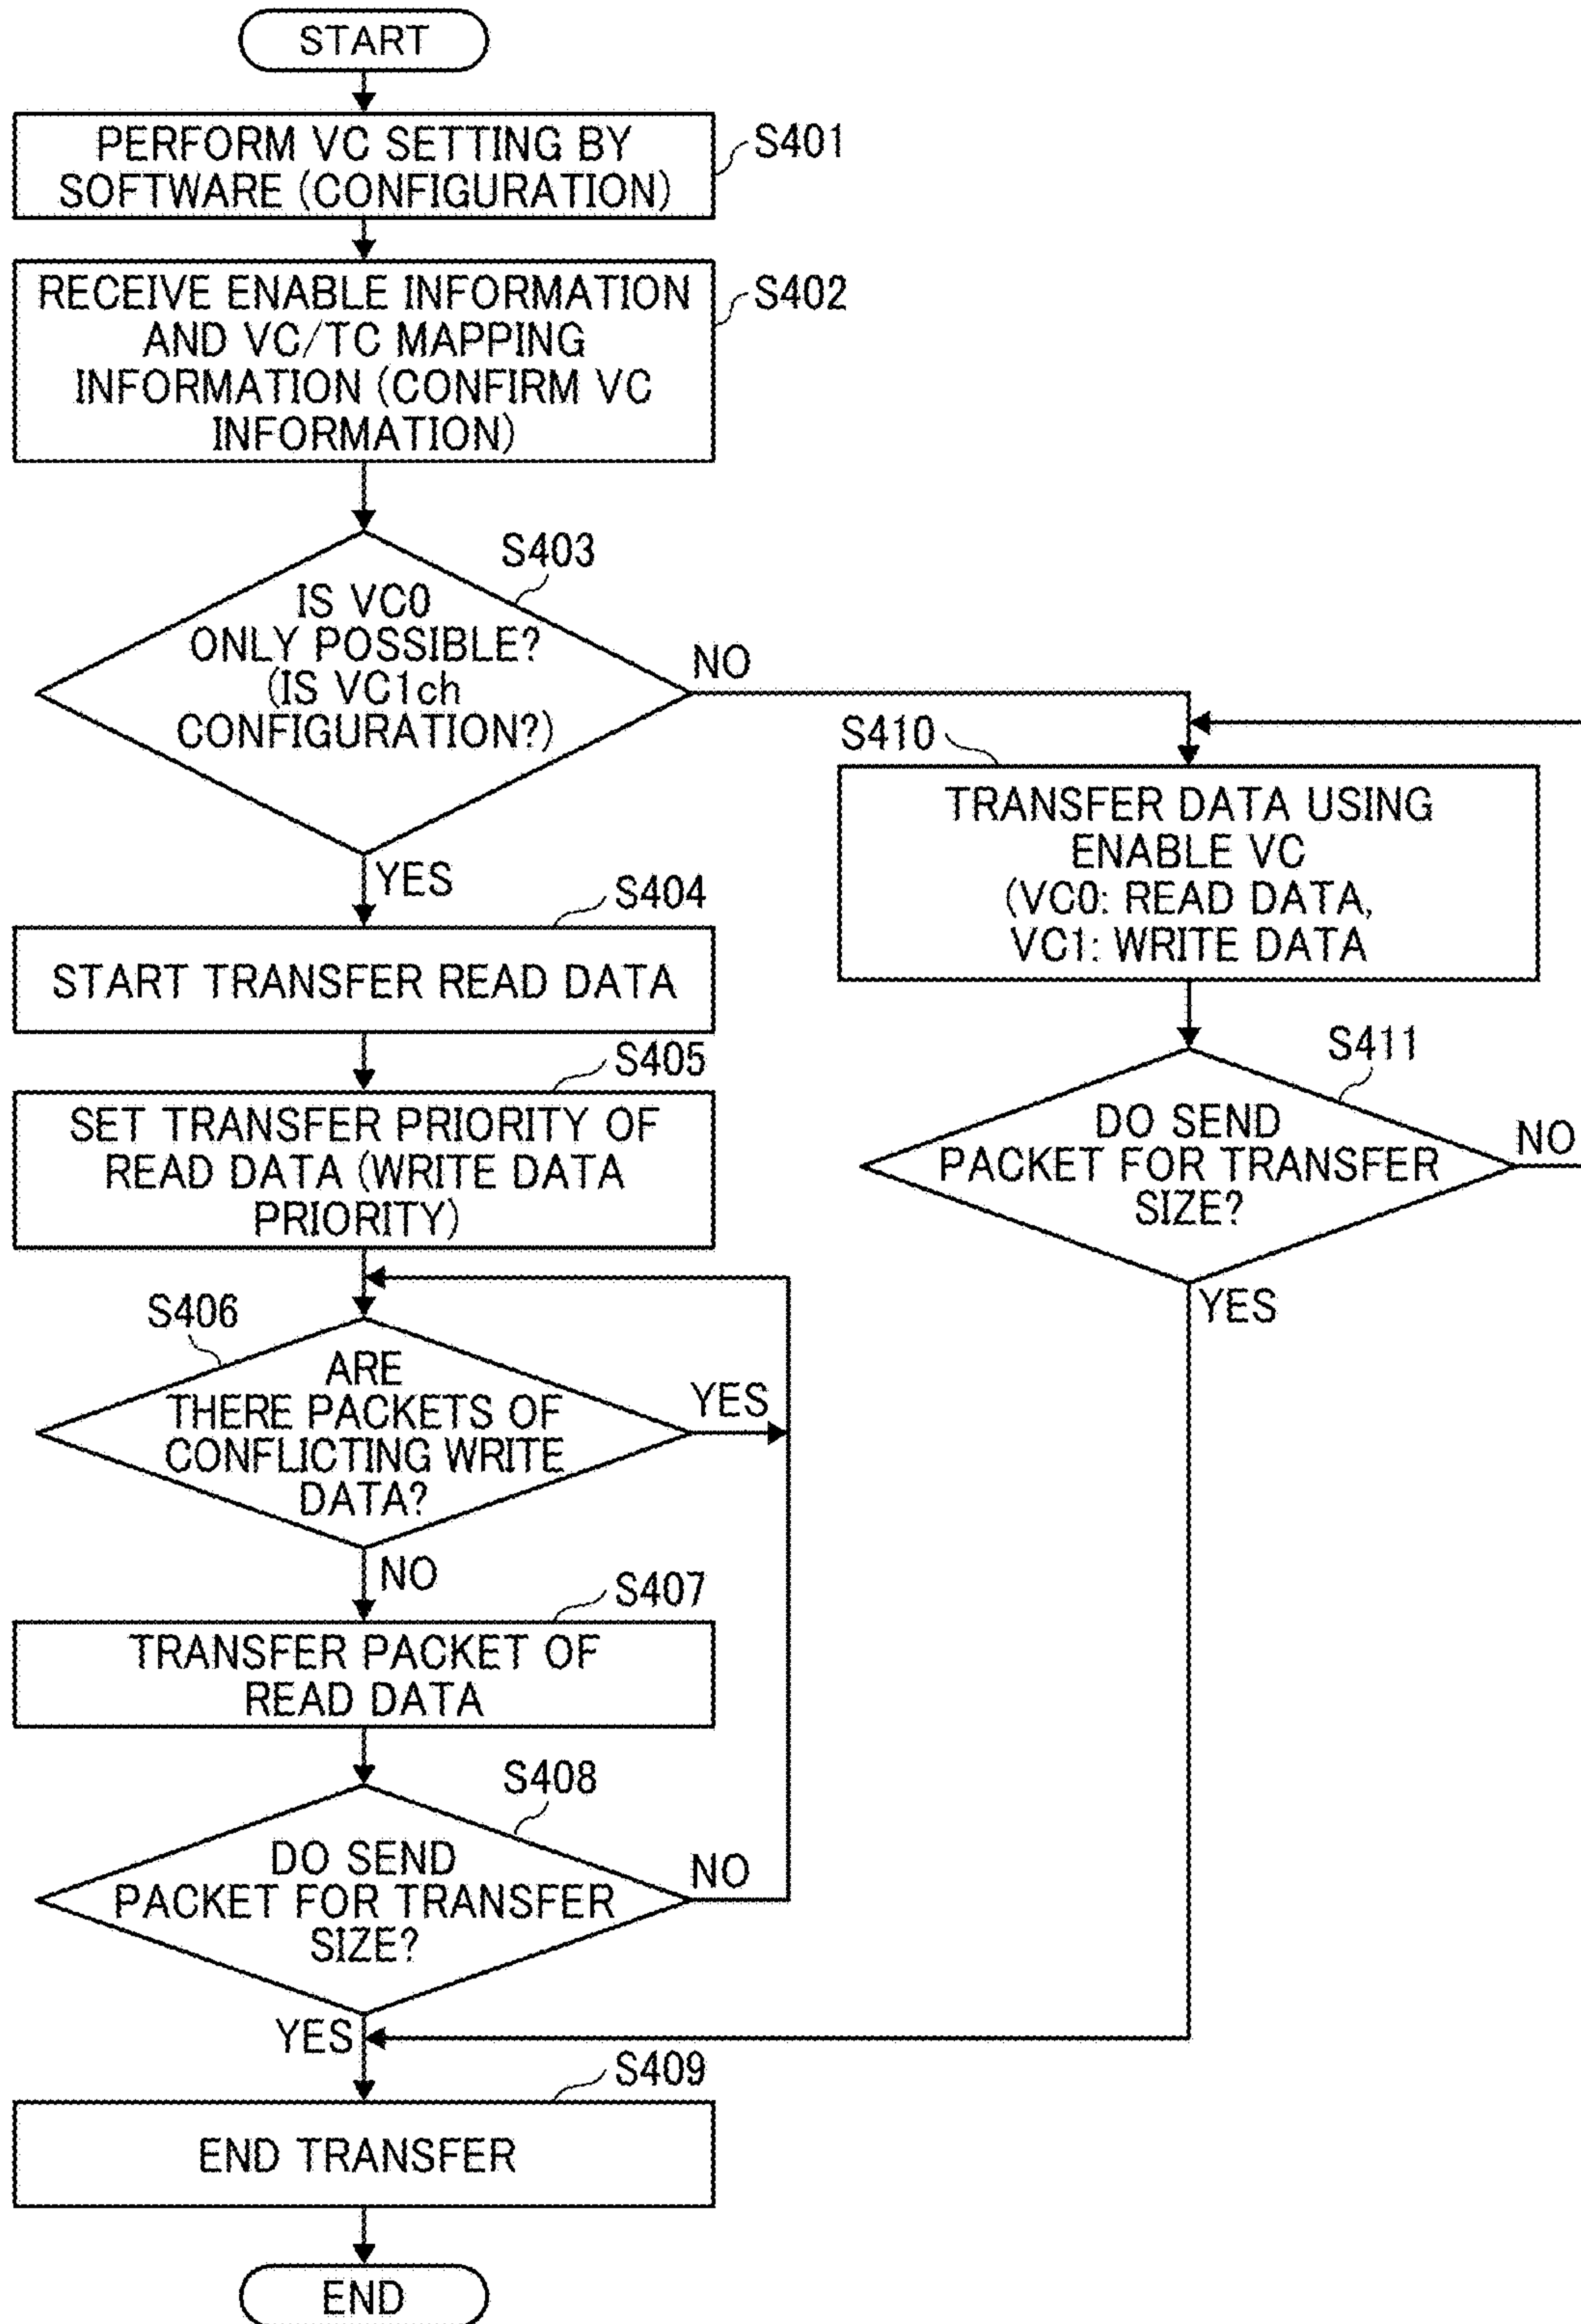 START
PERFORM VC SETTING BY
SOFTWARE (CONFIGURATION)
S401
RECEIVE ENABLE INFORMATION
AND VC/TC MAPPING
INFORMATION (CONFIRM VC
INFORMATION)
S402
S403
IS VC0
ONLY POSSIBLE?
(IS VC1ch
CONFIGURATION?)
NO
YES
S404
START TRANSFER READ DATA
S405
SET TRANSFER PRIORITY OF
READ DATA (WRITE DATA
PRIORITY)
S406
ARE
THERE PACKETS OF
CONFLICTING WRITE
DATA?
YES
NO
S407
TRANSFER PACKET OF
READ DATA
S408
DO SEND
PACKET FOR TRANSFER
SIZE?
NO
YES
S409
END TRANSFER
END
S410
TRANSFER DATA USING
ENABLE VC
(VC0: READ DATA,
VC1: WRITE DATA
S411
DO SEND
PACKET FOR TRANSFER
SIZE?
NO
YES